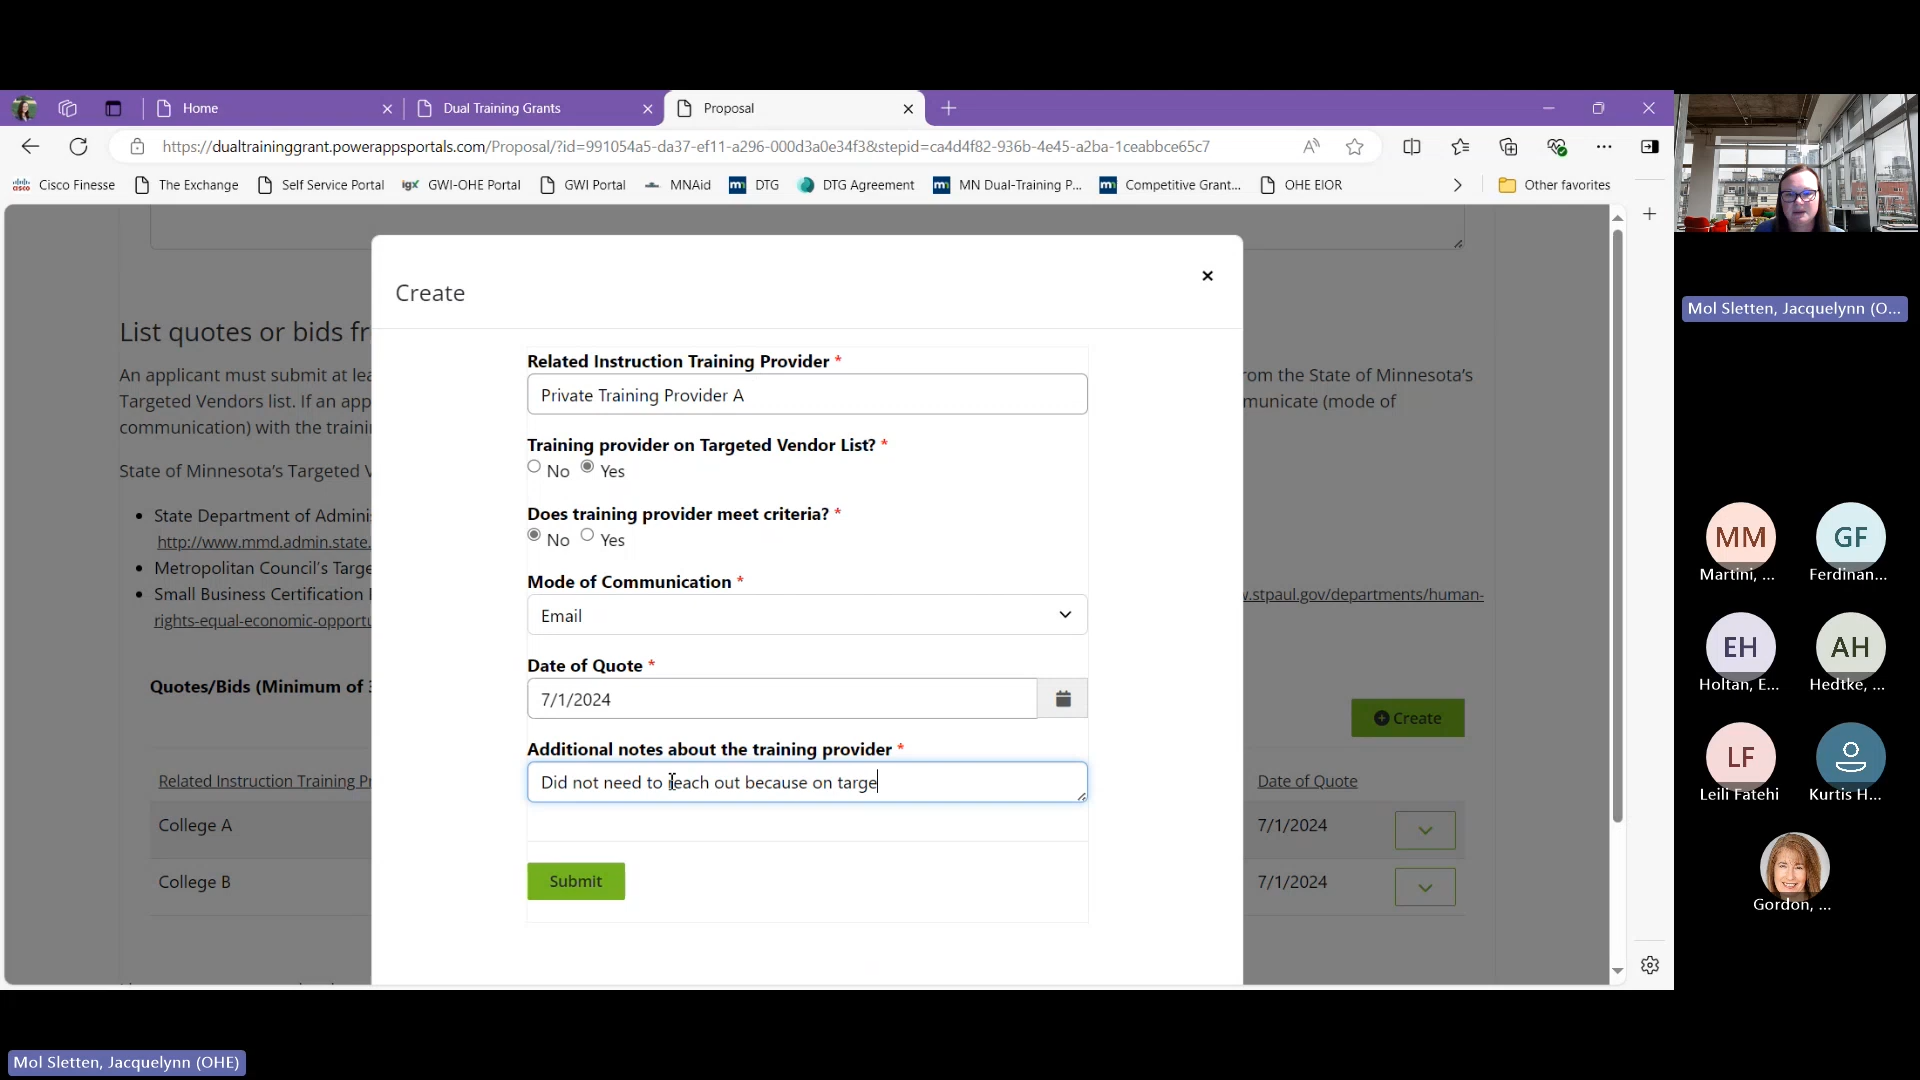 Home
Dual Training Grants
Proposal
https://dualtraininggrant.powerappsportals.com/Proposal/?id=991054a5-da37-ef11-a296-000d3a0e34f3&stepid=ca4d4f82-936b-4e45-a2ba-1ceabbce65c7
Cisco Finesse
The Exchange
Self Service Portal
GWI-OHE Portal
GWI Portal
MNAid
DTG
DTG Agreement
MN Dual-Training P...
Competitive Grant...
OHE EIOR
Other favorites
Create
List quotes or bids fr
An applicant must submit at lea
rom the State of Minnesota's
Targeted Vendors list. If an app
municate (mode of
communication) with the traini
State of Minnesota's Targeted V
State Department of Adminis
http://www.mmd.admin.state.
Metropolitan Council's Targe
Small Business Certification
w.stpaul.gov/departments/human-
rights-equal-economic-opportu
Quotes/Bids (Minimum of 3
Create
Related Instruction Training Pr
Date of Quote
College A
7/1/2024
College B
7/1/2024
Related Instruction Training Provider *
Private Training Provider A
Training provider on Targeted Vendor List? *
No Yes
Does training provider meet criteria? *
No Yes
Mode of Communication *
Email
Date of Quote *
7/1/2024
Additional notes about the training provider *
Did not need to reach out because on targe
Submit
Mol Sletten, Jacquelynn (O...
MM
Martini, ...
GF
Ferdinan...
EH
Holtan, E...
AH
Hedtke, ...
LF
Leili Fatehi
Kurtis H...
Gordon, ...
Mol Sletten, Jacquelynn (OHE)